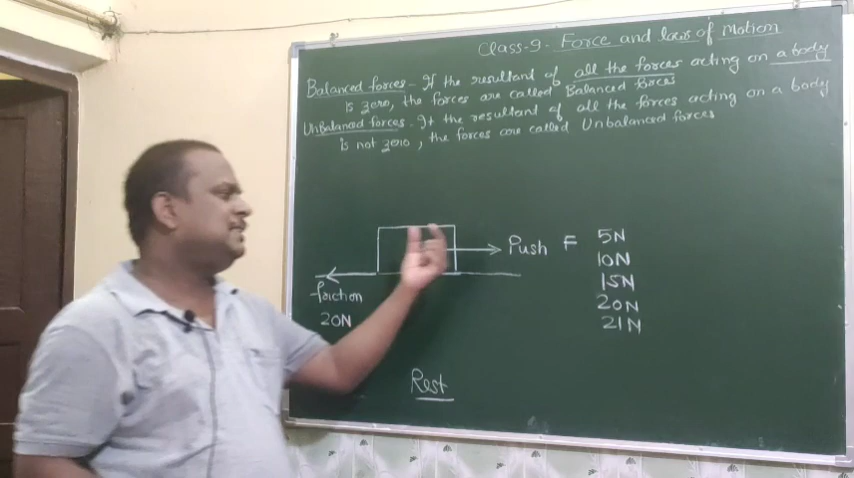 Class-9. Force and laws of Motion
Balanced forces - If the resultant of all the forces acting on a body
is zero, the forces are called Balanced forces
UnBalanced forces - If the resultant of all the forces acting on a body
is not zero, the forces are called Unbalanced forces
Push F 5N
10N
15N
20N
21N
friction
20N
Rest